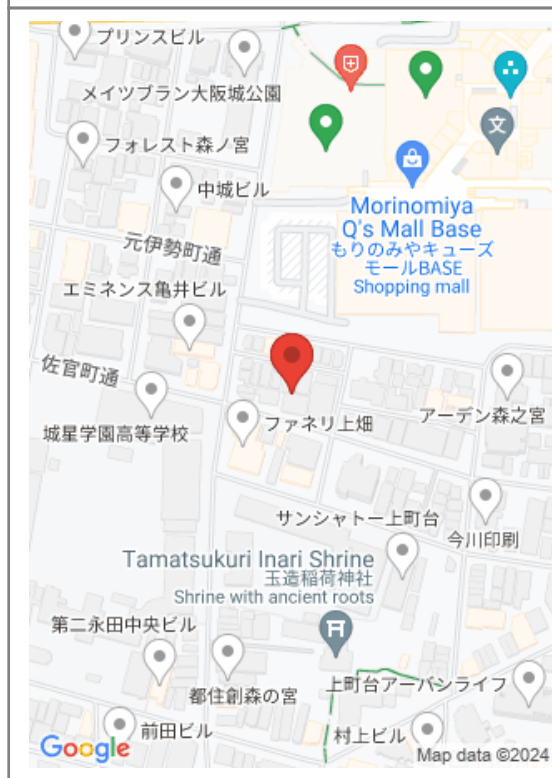 プリンスビル
メイツブラン大阪城公園
フォレスト森ノ宮
文
中城ビル
Morinomiya
Q's Mall Base
もりのみやキューズ
モールBASE
Shopping mall
元伊勢町通
エミネンス亀井ビル
佐官町通
城星学園高等学校
ファネリ上畑
アーデン森之宮
サンシャトー上町台
今川印刷
Tamatsukuri Inari Shrine
玉造稲荷神社
Shrine with ancient roots
第二永田中央ビル
都住創森の宮
上町台アーバンライフ
前田ビル
村上ビル
Google
Map data ©2024